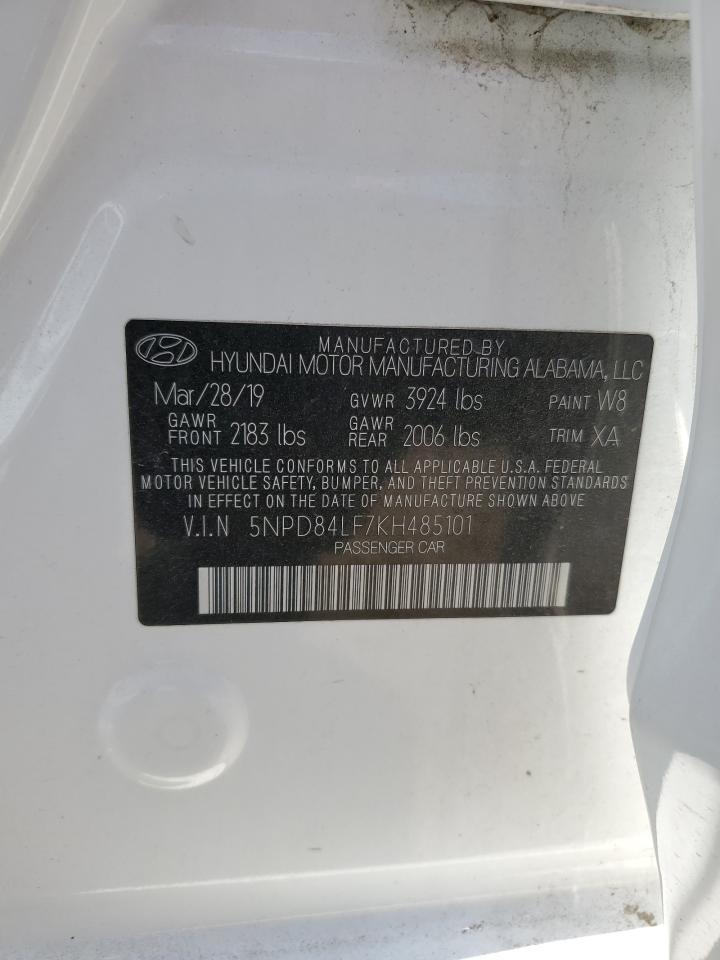 MANUFACTURED BY
HYUNDAI MOTOR MANUFACTURING ALABAMA, LLC
Mar/28/19 GVWR 3924 lbs PAINT W8
GAWR FRONT 2183 lbs GAWR REAR 2006 lbs TRIM XA
THIS VEHICLE CONFORMS TO ALL APPLICABLE U.S.A. FEDERAL
MOTOR VEHICLE SAFETY, BUMPER, AND THEFT PREVENTION STANDARDS
IN EFFECT ON THE DATE OF MANUFACTURE SHOWN ABOVE
V.I.N 5NPD84LF7KH485101
PASSENGER CAR